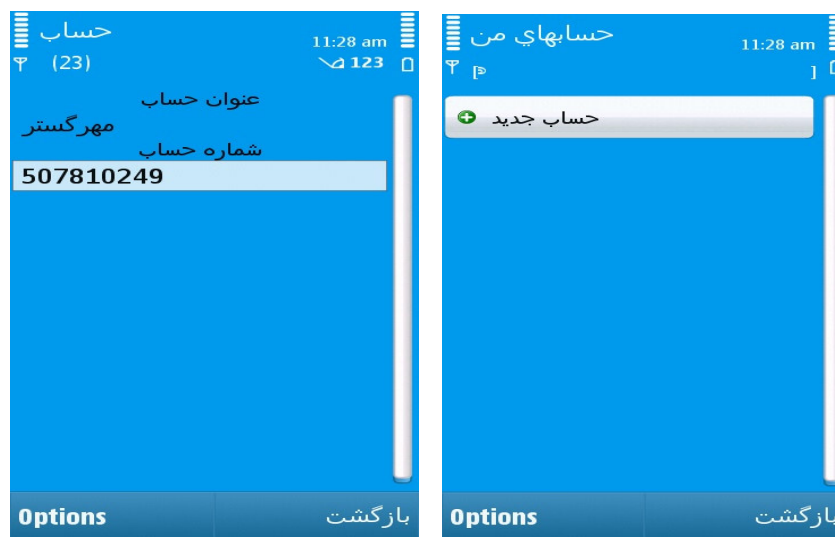 حساب
11:28 am
(23)
123
عنوان حساب
مهرگستر
شماره حساب
507810249
Options
بازگشت
حسابهاي من
11:28 am
حساب جدید
Options
بازگشت